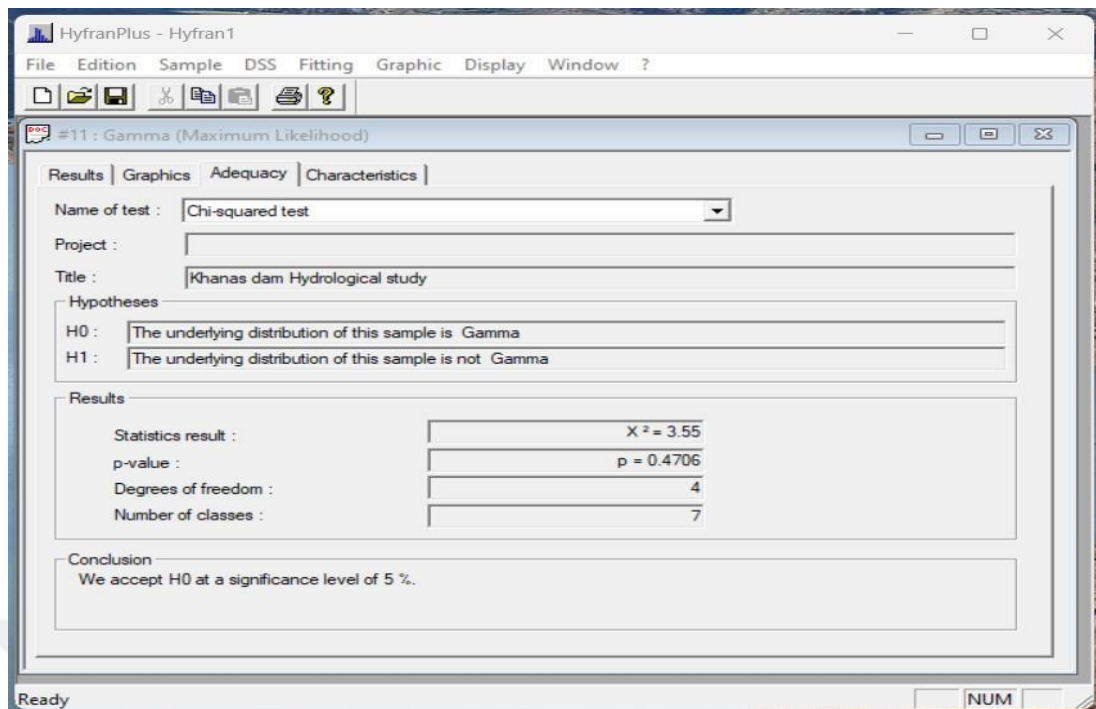 HyfranPlus - Hyfran1
File Edition Sample DSS Fitting Graphic Display Window ?
#11 : Gamma (Maximum Likelihood)
Results Graphics Adequacy Characteristics
Name of test : Chi-squared test
Project :
Title : Khanas dam Hydrological study
Hypotheses
H0 : The underlying distribution of this sample is Gamma
H1 : The underlying distribution of this sample is not Gamma
Results
Statistics result : X ² = 3.55
p-value : p = 0.4706
Degrees of freedom : 4
Number of classes : 7
Conclusion
We accept H0 at a significance level of 5 %.
Ready NUM